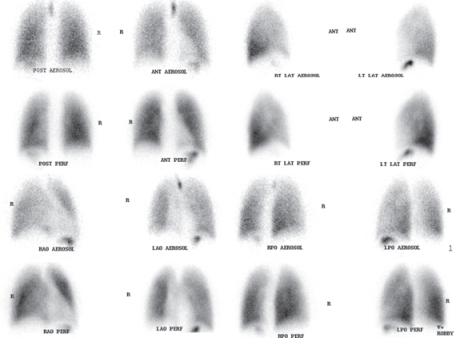 R R ANT ANT
POST AEROSOL ANT AEROSOL RT LAT AEROSOL LT LAT AEROSOL
R R ANT ANT
POST PERF ANT PERF RT LAT PERF LT LAT PERF
R R R R
RAO AEROSOL LAO AEROSOL RPO AEROSOL LPO AEROSOL 1
R R R R
RAO PERF LAO PERF RPO PERF LPO PERF